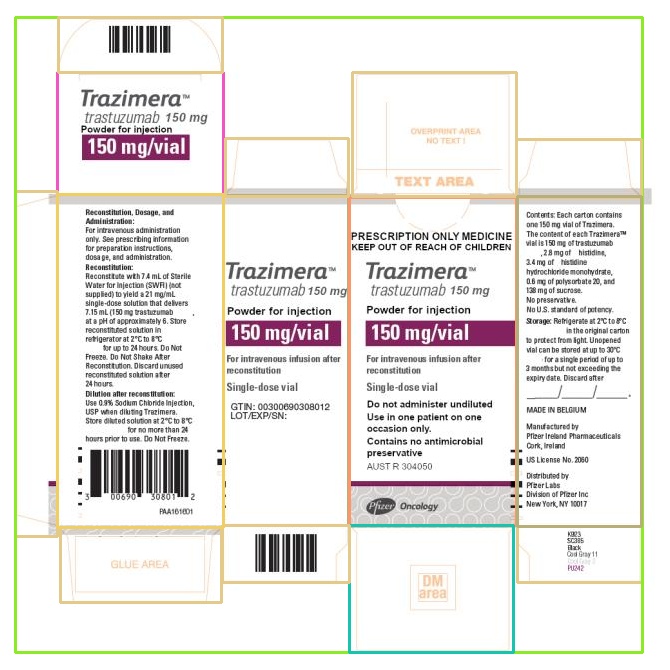 Trazimera™
trastuzumab 150 mg
Powder for injection
150 mg/vial
OVERPRINT AREA
NO TEXT !
TEXT AREA
Reconstitution, Dosage, and
Administration:
For intravenous administration
only. See prescribing information
for preparation instructions,
dosage, and administration.
Reconstitution:
Reconstitute with 7.4 mL of Sterile
Water for Injection (SWFI) (not
supplied) to yield a 21 mg/mL
single-dose solution that delivers
7.15 mL (150 mg trastuzumab ,
at a pH of approximately 6. Store
reconstituted solution in
refrigerator at 2°C to 8°C
for up to 24 hours. Do Not
Freeze. Do Not Shake After
Reconstitution. Discard unused
reconstituted solution after
24 hours.
Dilution after reconstitution:
Use 0.9% Sodium Chloride Injection,
USP when diluting Trazimera.
Store diluted solution at 2°C to 8°C
for no more than 24
hours prior to use. Do Not Freeze.
3 00690 30801 2
PAA161601
GLUE AREA
Trazimera™
trastuzumab 150 mg
Powder for injection
150 mg/vial
For intravenous infusion after
reconstitution
Single-dose vial
GTIN: 00300690308012
LOT/EXP/SN:
PRESCRIPTION ONLY MEDICINE
KEEP OUT OF REACH OF CHILDREN
Trazimera™
trastuzumab 150 mg
Powder for injection
150 mg/vial
For intravenous infusion after
reconstitution
Single-dose vial
Do not administer undiluted
Use in one patient on one
occasion only.
Contains no antimicrobial
preservative
AUST R 304050
Pfizer Oncology
DM
area
Contents: Each carton contains
one 150 mg vial of Trazimera.
The content of each Trazimera™
vial is 150 mg of trastuzumab
, 2.8 mg of histidine,
3.4 mg of histidine
hydrochloride monohydrate,
0.6 mg of polysorbate 20, and
138 mg of sucrose.
No preservative.
No U.S. standard of potency.
Storage: Refrigerate at 2°C to 8°C
in the original carton
to protect from light. Unopened
vial can be stored at up to 30°C
for a single period of up to
3 months but not exceeding the
expiry date. Discard after
______/______/______.
MADE IN BELGIUM
Manufactured by
Pfizer Ireland Pharmaceuticals
Cork, Ireland
US License No. 2060
Distributed by
Pfizer Labs
Division of Pfizer Inc
New York, NY 10017
K823
SC385
Black
Cool Gray 11
PU242